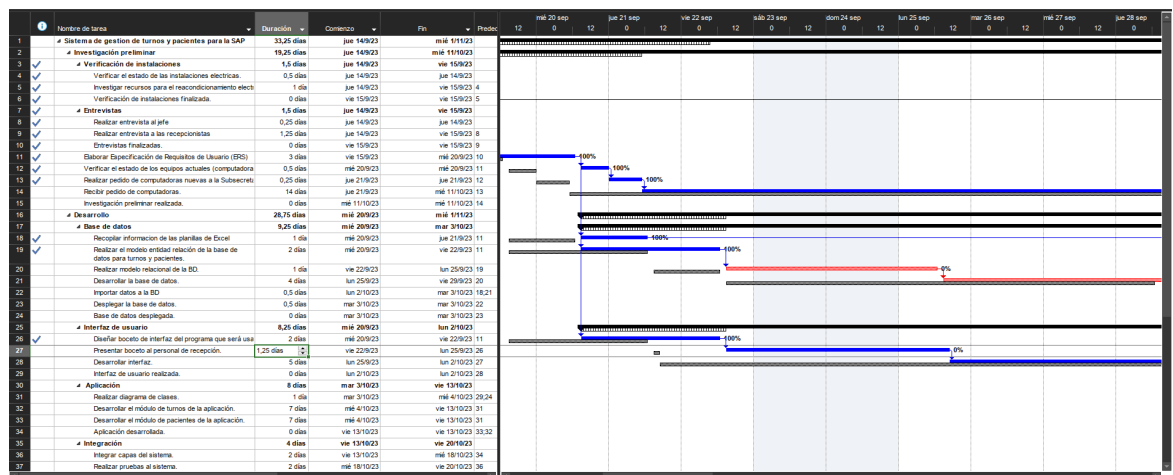 mié 20 sep jue 21 sep vie 22 sep sáb 23 sep dom 24 sep lun 25 sep mar 26 sep mié 27 sep jue 28 sep
Nombre de tarea Duración Comienzo Fin Predec 12 0 12 0 12 0 12 0 12 0 12 0 12 0 12 0 12 0
1 Sistema de gestion de turnos y pacientes para la SAP 33,25 días jue 14/9/23 mié 1/11/23
2 Investigación preliminar 19,25 días jue 14/9/23 mié 11/10/23
3 Verificación de instalaciones 1,5 días jue 14/9/23 vie 15/9/23
4 Verificar el estado de las instalaciones electricas. 0,5 días jue 14/9/23 jue 14/9/23
5 Investigar recursos para el reacondicionamiento electi 1 día jue 14/9/23 vie 15/9/23 4
6 Verificación de instalaciones finalizada. 0 días vie 15/9/23 vie 15/9/23 5
7 Entrevistas 1,5 días jue 14/9/23 vie 15/9/23
8 Realizar entrevista al jefe 0,25 días jue 14/9/23 jue 14/9/23
9 Realizar entrevista a las recepcionistas 1,25 días jue 14/9/23 vie 15/9/23 8
10 Entrevistas finalizadas. 0 días vie 15/9/23 vie 15/9/23 9
11 Elaborar Especificación de Requisitos de Usuario (ERS) 3 días vie 15/9/23 mié 20/9/23 10 100%
12 Verificar el estado de los equipos actuales (computadora 0,5 días mié 20/9/23 mié 20/9/23 11 100%
13 Realizar pedido de computadoras nuevas a la Subsecreta 0,25 días jue 21/9/23 jue 21/9/23 12 100%
14 Recibir pedido de computadoras. 14 días jue 21/9/23 mié 11/10/23 13
15 Investigación preliminar realizada. 0 días mié 11/10/23 mié 11/10/23 14
16 Desarrollo 28,75 días mié 20/9/23 mié 1/11/23
17 Base de datos 9,25 días mié 20/9/23 mar 3/10/23
18 Recopilar informacion de las planillas de Excel 1 día mié 20/9/23 jue 21/9/23 11 100%
19 Realizar el modelo entidad relación de la base de 2 días mié 20/9/23 vie 22/9/23 11 100%
datos para turnos y pacientes.
20 Realizar modelo relacional de la BD. 1 día vie 22/9/23 lun 25/9/23 19 0%
21 Desarrollar la base de datos. 4 días lun 25/9/23 vie 29/9/23 20
22 Importar datos a la BD 0,5 días lun 2/10/23 mar 3/10/23 18;21
23 Desplegar la base de datos. 0,5 días mar 3/10/23 mar 3/10/23 22
24 Base de datos desplegada. 0 días mar 3/10/23 mar 3/10/23 23
25 Interfaz de usuario 8,25 días mié 20/9/23 lun 2/10/23
26 Diseñar boceto de interfaz del programa que será usa 2 días mié 20/9/23 vie 22/9/23 11 100%
27 Presentar boceto al personal de recepción. 1,25 días vie 22/9/23 lun 25/9/23 26 0%
28 Desarrollar interfaz. 5 días lun 25/9/23 lun 2/10/23 27
29 Interfaz de usuario realizada. 0 días lun 2/10/23 lun 2/10/23 28
30 Aplicación 8 días mar 3/10/23 vie 13/10/23
31 Realizar diagrama de clases. 1 día mar 3/10/23 mié 4/10/23 29;24
32 Desarrollar el módulo de turnos de la aplicación. 7 días mié 4/10/23 vie 13/10/23 31
33 Desarrollar el módulo de pacientes de la aplicación. 7 días mié 4/10/23 vie 13/10/23 31
34 Aplicación desarrollada. 0 días vie 13/10/23 vie 13/10/23 33;32
35 Integración 4 días vie 13/10/23 vie 20/10/23
36 Integrar capas del sistema. 2 días vie 13/10/23 mié 18/10/23 34
37 Realizar pruebas al sistema. 2 días mié 18/10/23 vie 20/10/23 36